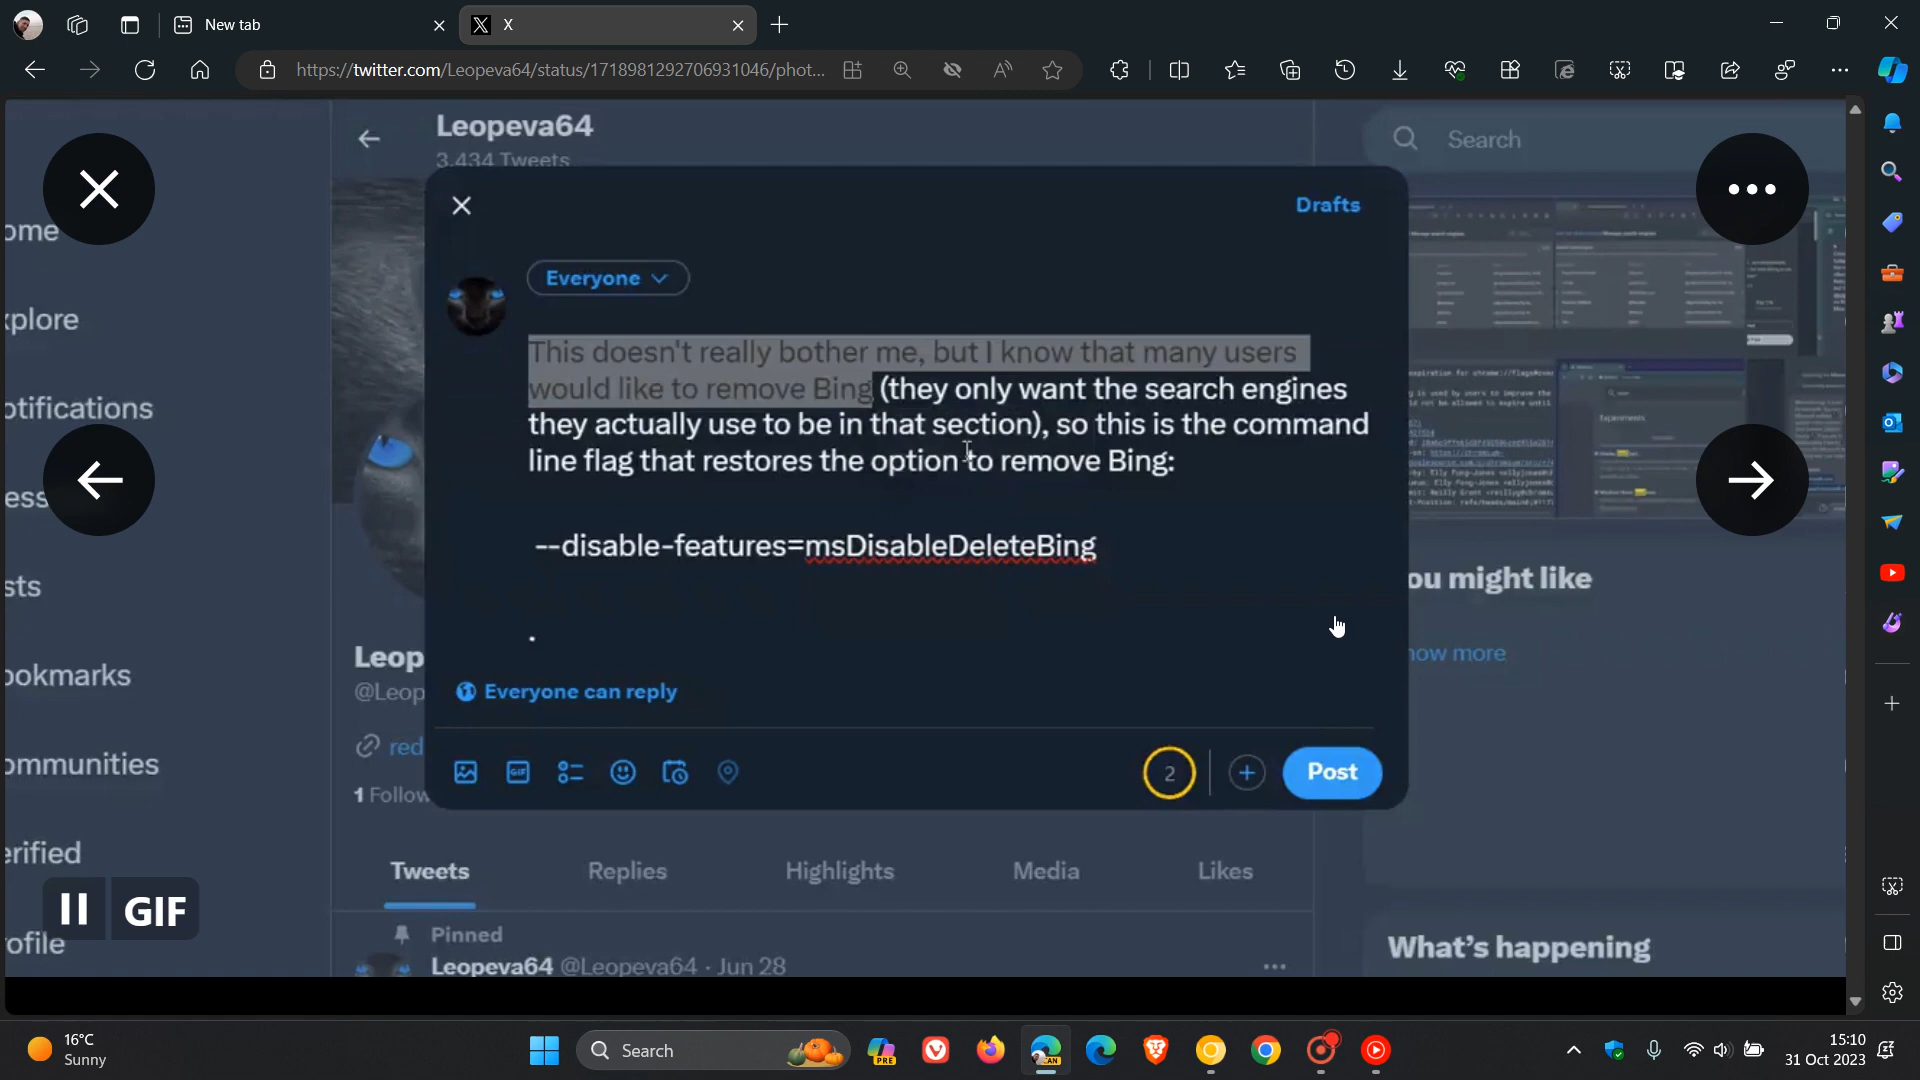 New tab
X
https://twitter.com/Leopeva64/status/1718981292706931046/phot...
Leopeva64
3,434 Tweets
Search
Drafts
Everyone
This doesn't really bother me, but I know that many users
would like to remove Bing (they only want the search engines
they actually use to be in that section), so this is the command
line flag that restores the option to remove Bing:
--disable-features=msDisableDeleteBing
.
Everyone can reply
2
Post
ome
xplore
otifications
ess
sts
ookmarks
ommunities
erified
ofile
Leop
@Leop
red
1 Follow
ou might like
how more
Tweets
Replies
Highlights
Media
Likes
Pinned
Leopeva64 @Leopeva64 · Jun 28
What's happening
GIF
16°C
Sunny
Search
PRE
CAN
15:10
31 Oct 2023